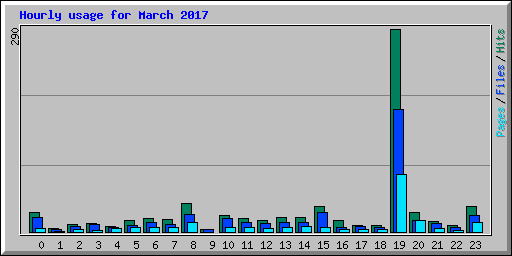 Hourly usage for March 2017
290
Pages/Files/Hits
0 1 2 3 4 5 6 7 8 9 10 11 12 13 14 15 16 17 18 19 20 21 22 23